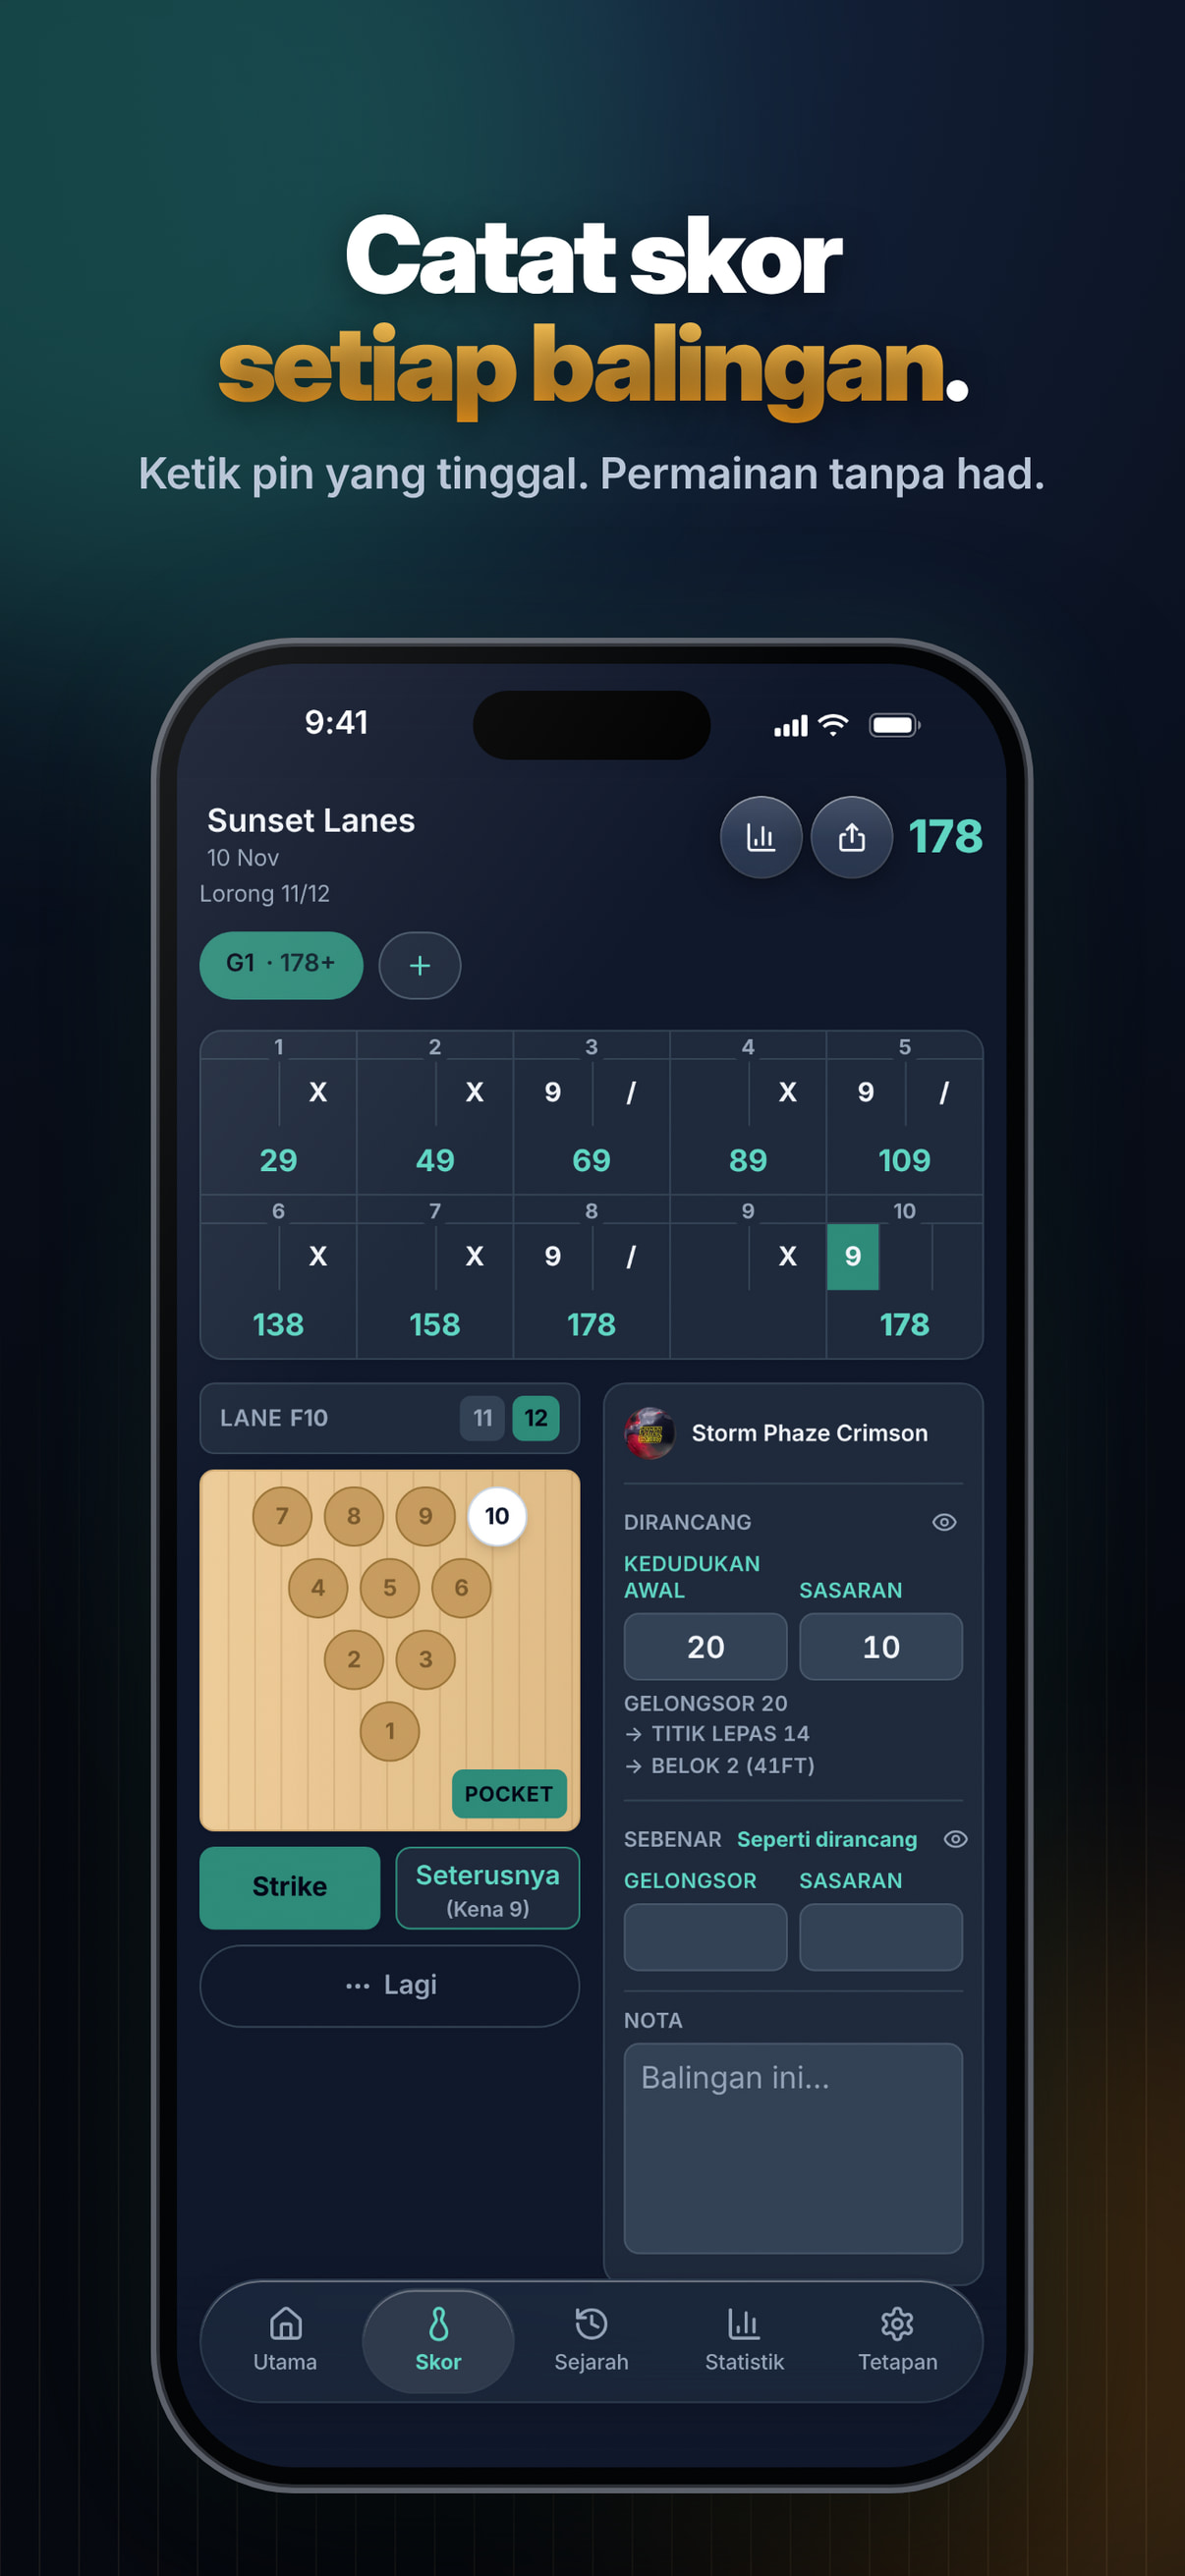 Catat skor
setiap balingan.
Ketik pin yang tinggal. Permainan tanpa had.
9:41
Sunset Lanes
10 Nov
Lorong 11/12
178
G1 · 178+
+
1 2 3 4 5
X X 9 / X 9 /
29 49 69 89 109
6 7 8 9 10
X X 9 / X 9
138 158 178 178
LANE F10 11 12
7 8 9 10
4 5 6
2 3
1
POCKET
Strike
Seterusnya
(Kena 9)
··· Lagi
Storm Phaze Crimson
DIRANCANG
KEDUDUKAN
AWAL
SASARAN
20 10
GELONGSOR 20
→ TITIK LEPAS 14
→ BELOK 2 (41FT)
SEBENAR Seperti dirancang
GELONGSOR SASARAN
NOTA
Balingan ini...
Utama Skor Sejarah Statistik Tetapan